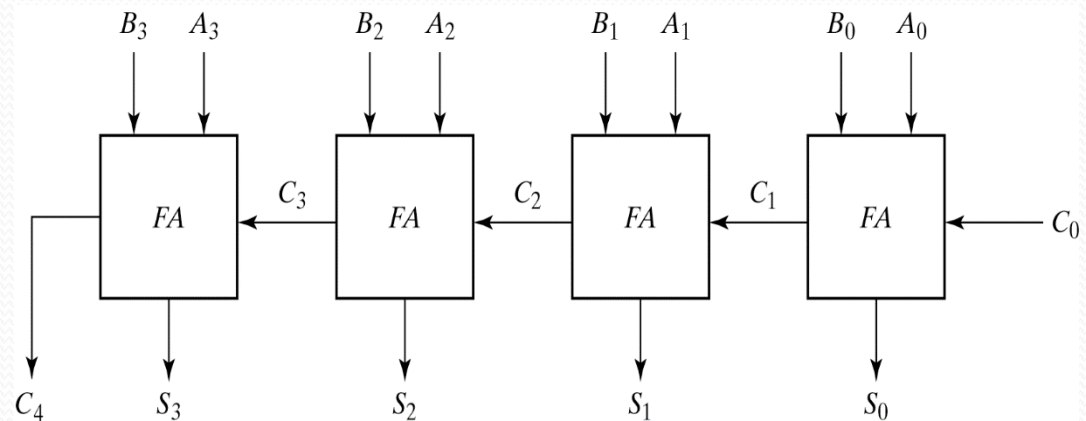 B₃ A₃ B₂ A₂ B₁ A₁ B₀ A₀
FA C₃ FA C₂ FA C₁ FA C₀
C₄ S₃ S₂ S₁ S₀